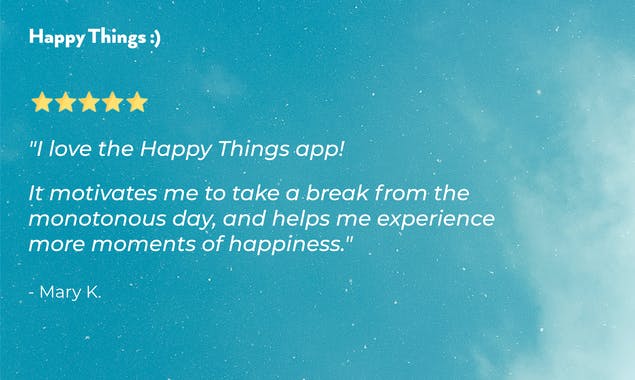 Happy Things :)
⭐⭐⭐⭐⭐
"I love the Happy Things app!
It motivates me to take a break from the
monotonous day, and helps me experience
more moments of happiness."
- Mary K.